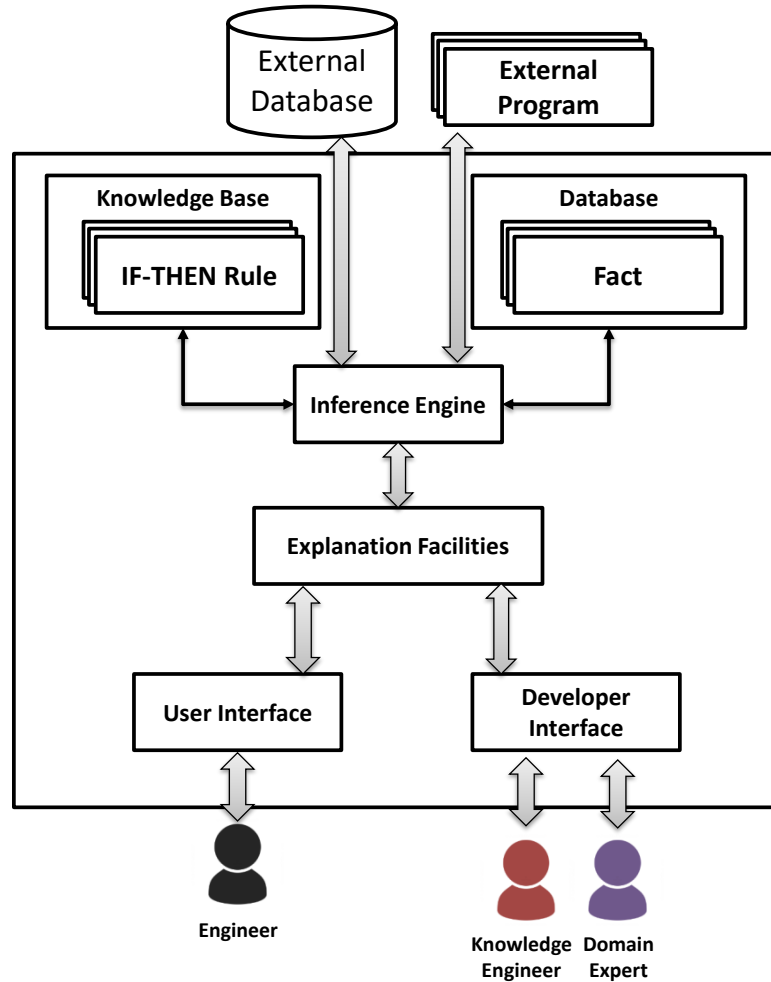 External
Database
External
Program
Knowledge Base
IF-THEN Rule
Database
Fact
Inference Engine
Explanation Facilities
User Interface
Developer
Interface
Engineer
Knowledge
Engineer
Domain
Expert